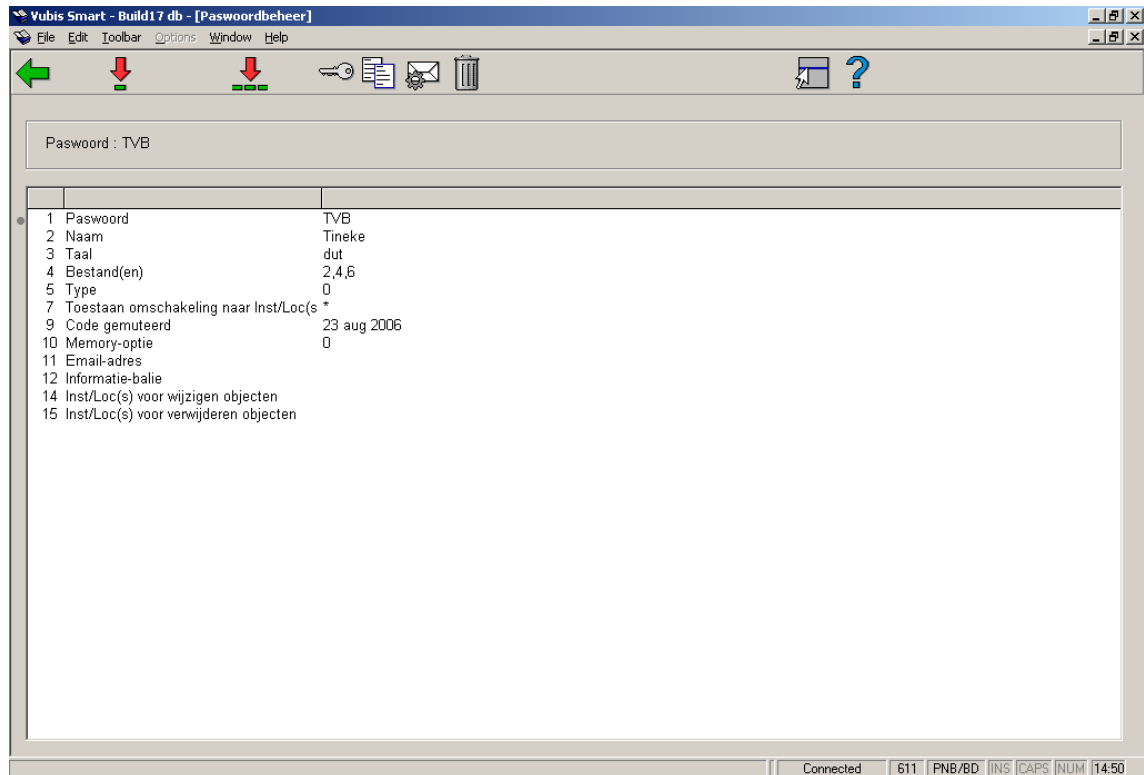 Vubis Smart - Build17 db - [Paswoordbeheer]
File Edit Toolbar Options Window Help
Paswoord : TVB
1 Paswoord TVB
2 Naam Tineke
3 Taal dut
4 Bestand(en) 2,4,6
5 Type 0
7 Toestaan omschakeling naar Inst/Loc(s *
9 Code gemuteerd 23 aug 2006
10 Memory-optie 0
11 Email-adres
12 Informatie-balie
14 Inst/Loc(s) voor wijzigen objecten
15 Inst/Loc(s) voor verwijderen objecten
Connected 611 PNB/BD INS CAPS NUM 14:50